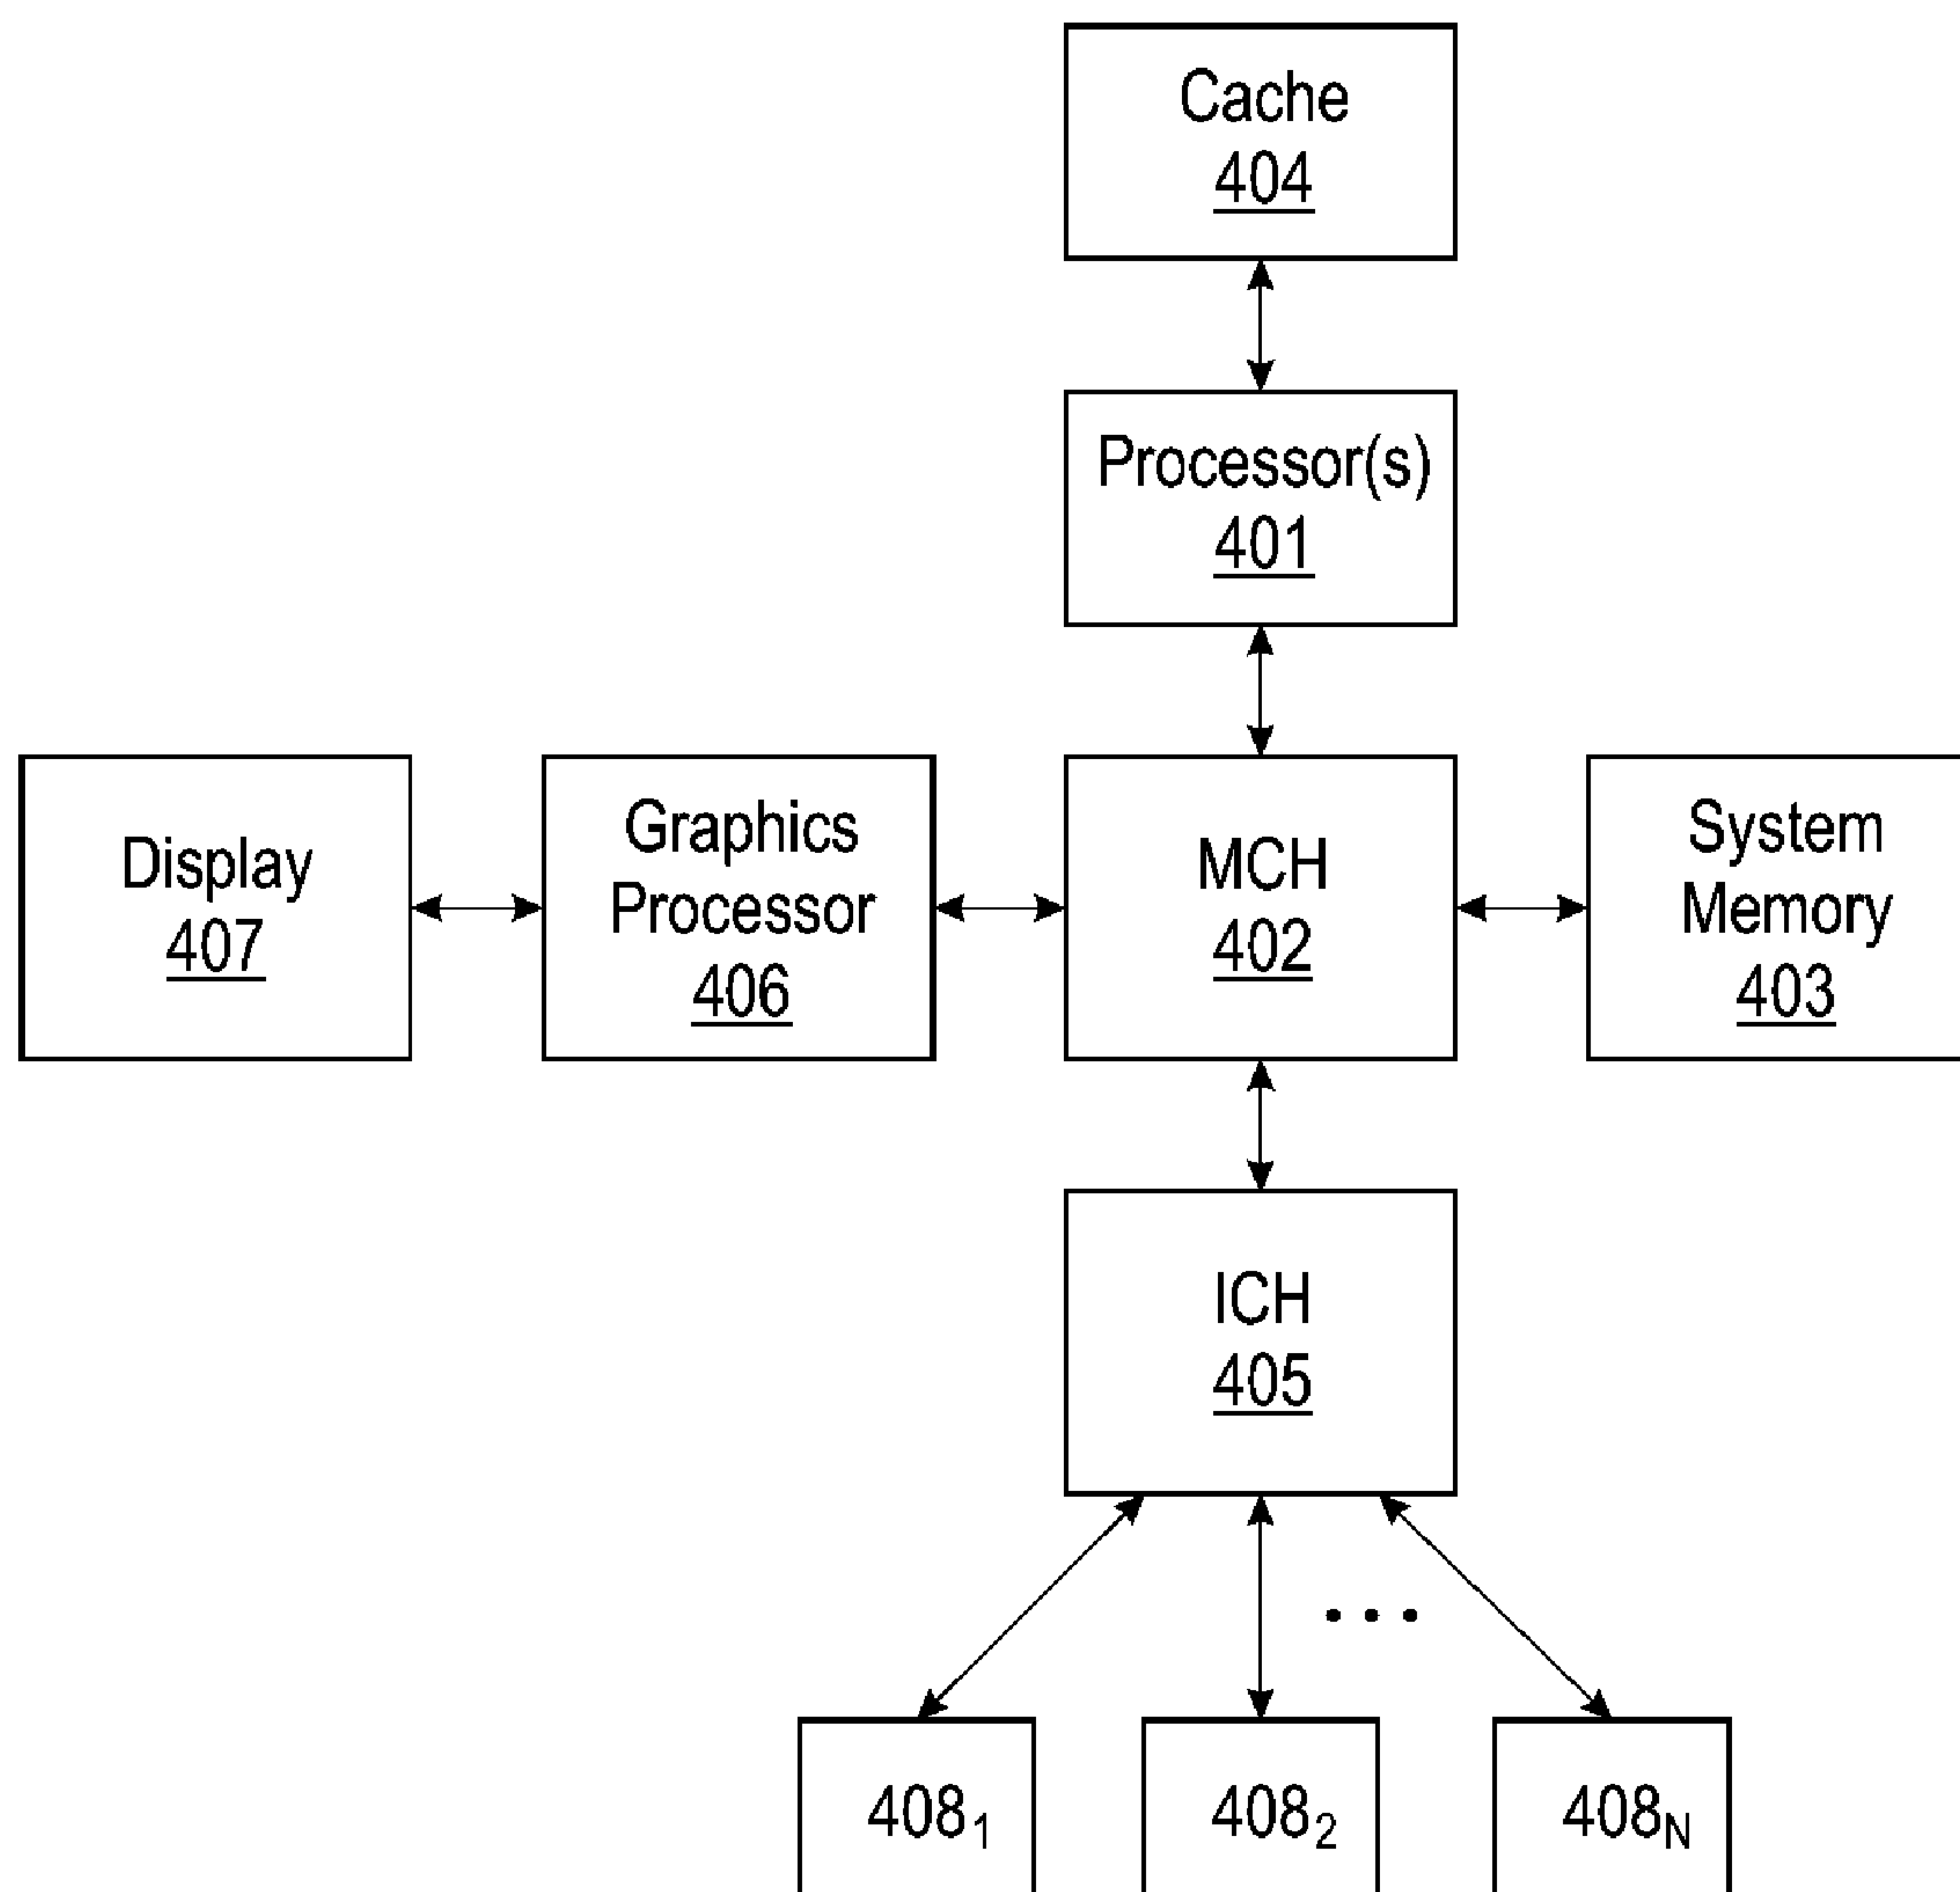 Cache
404
Processor(s)
401
Display
407
Graphics
Processor
406
MCH
402
System
Memory
403
ICH
405
...
408₁
408₂
408N